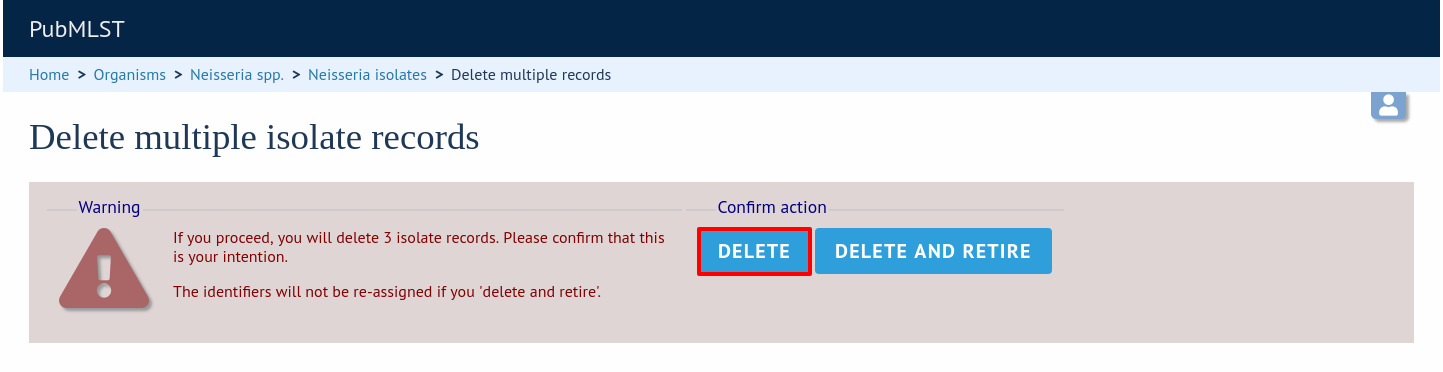 PubMLST
Home > Organisms > Neisseria spp. > Neisseria isolates > Delete multiple records
Delete multiple isolate records
Warning
If you proceed, you will delete 3 isolate records. Please confirm that this
is your intention.
The identifiers will not be re-assigned if you 'delete and retire'.
Confirm action
DELETE
DELETE AND RETIRE